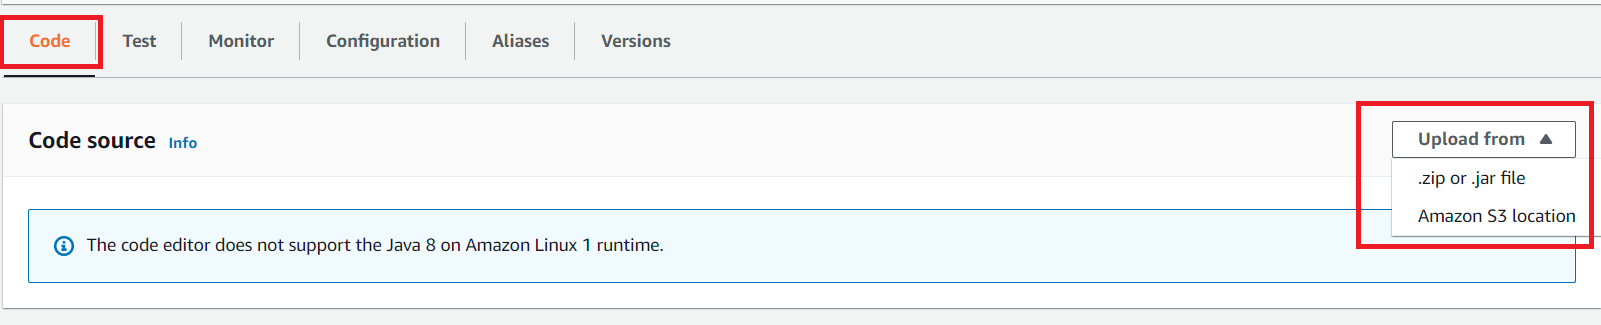 Code Test Monitor Configuration Aliases Versions
Code source Info
Upload from
.zip or .jar file
Amazon S3 location
The code editor does not support the Java 8 on Amazon Linux 1 runtime.